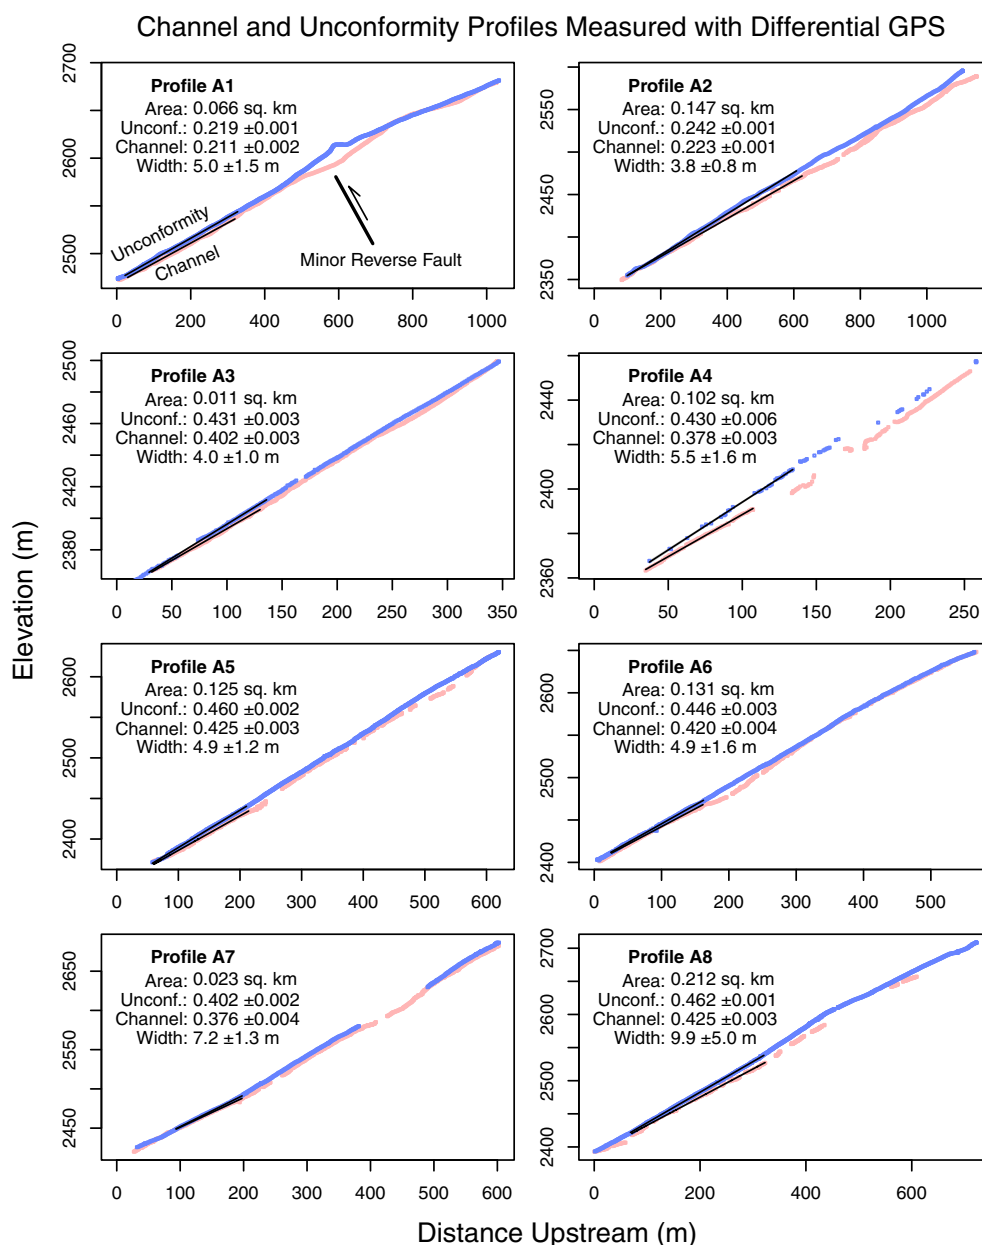 Channel and Unconformity Profiles Measured with Differential GPS
Profile A1
Area: 0.066 sq. km
Unconf.: 0.219 ±0.001
Channel: 0.211 ±0.002
Width: 5.0 ±1.5 m
Unconformity
Channel
Minor Reverse Fault
2500 2600 2700
0 200 400 600 800 1000
Profile A2
Area: 0.147 sq. km
Unconf.: 0.242 ±0.001
Channel: 0.223 ±0.001
Width: 3.8 ±0.8 m
2350 2450 2550
0 200 400 600 800 1000
Profile A3
Area: 0.011 sq. km
Unconf.: 0.431 ±0.003
Channel: 0.402 ±0.003
Width: 4.0 ±1.0 m
2380 2420 2460 2500
0 50 100 150 200 250 300 350
Profile A4
Area: 0.102 sq. km
Unconf.: 0.430 ±0.006
Channel: 0.378 ±0.003
Width: 5.5 ±1.6 m
2360 2400 2440
0 50 100 150 200 250
Profile A5
Area: 0.125 sq. km
Unconf.: 0.460 ±0.002
Channel: 0.425 ±0.003
Width: 4.9 ±1.2 m
2400 2500 2600
0 100 200 300 400 500 600
Profile A6
Area: 0.131 sq. km
Unconf.: 0.446 ±0.003
Channel: 0.420 ±0.004
Width: 4.9 ±1.6 m
2400 2500 2600
0 100 200 300 400 500
Profile A7
Area: 0.023 sq. km
Unconf.: 0.402 ±0.002
Channel: 0.376 ±0.004
Width: 7.2 ±1.3 m
2450 2550 2650
0 100 200 300 400 500 600
Profile A8
Area: 0.212 sq. km
Unconf.: 0.462 ±0.001
Channel: 0.425 ±0.003
Width: 9.9 ±5.0 m
2400 2500 2600 2700
0 200 400 600
Elevation (m)
Distance Upstream (m)